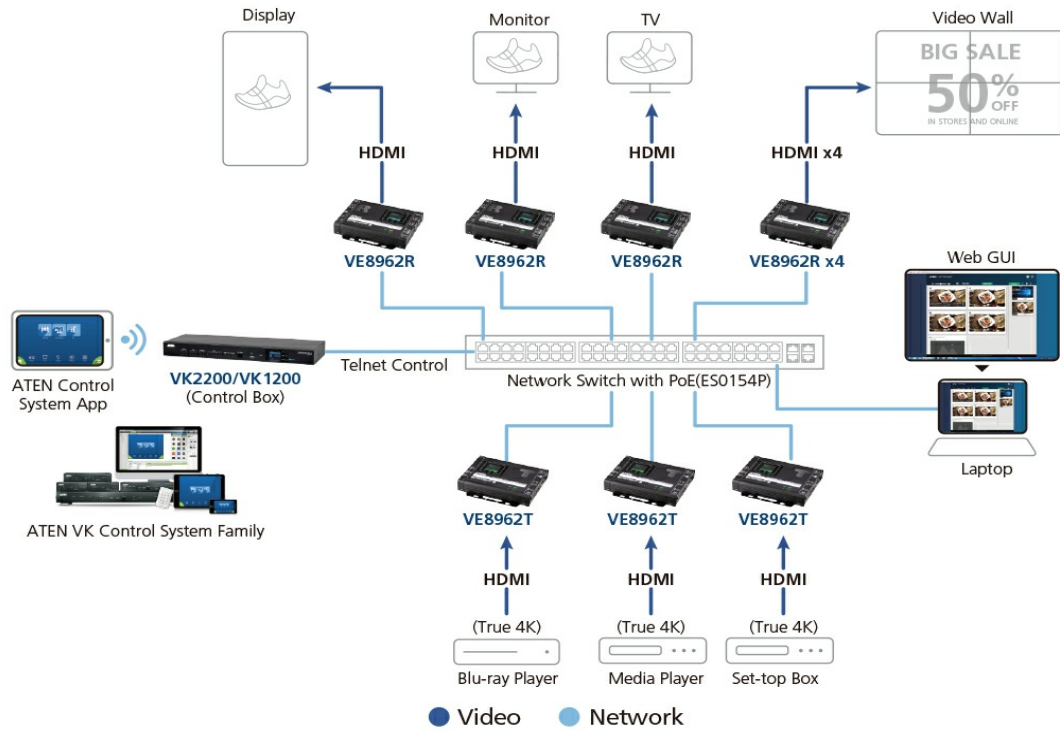 Display
Monitor
TV
Video Wall
BIG SALE
50% OFF
IN STORES AND ONLINE
HDMI
HDMI
HDMI
HDMI x4
VE8962R
VE8962R
VE8962R
VE8962R x4
Web GUI
ATEN Control
System App
VK2200/VK1200
(Control Box)
Telnet Control
Network Switch with PoE(ES0154P)
Laptop
ATEN VK Control System Family
VE8962T
VE8962T
VE8962T
HDMI
HDMI
HDMI
(True 4K)
(True 4K)
(True 4K)
Blu-ray Player
Media Player
Set-top Box
Video
Network